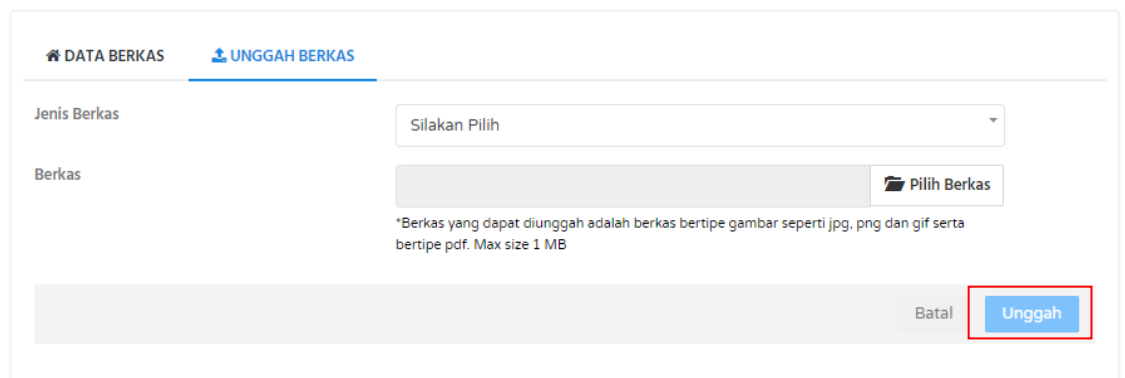 DATA BERKAS
UNGGAH BERKAS
Jenis Berkas
Silakan Pilih
Berkas
Pilih Berkas
*Berkas yang dapat diunggah adalah berkas bertipe gambar seperti jpg, png dan gif serta
bertipe pdf. Max size 1 MB
Batal
Unggah